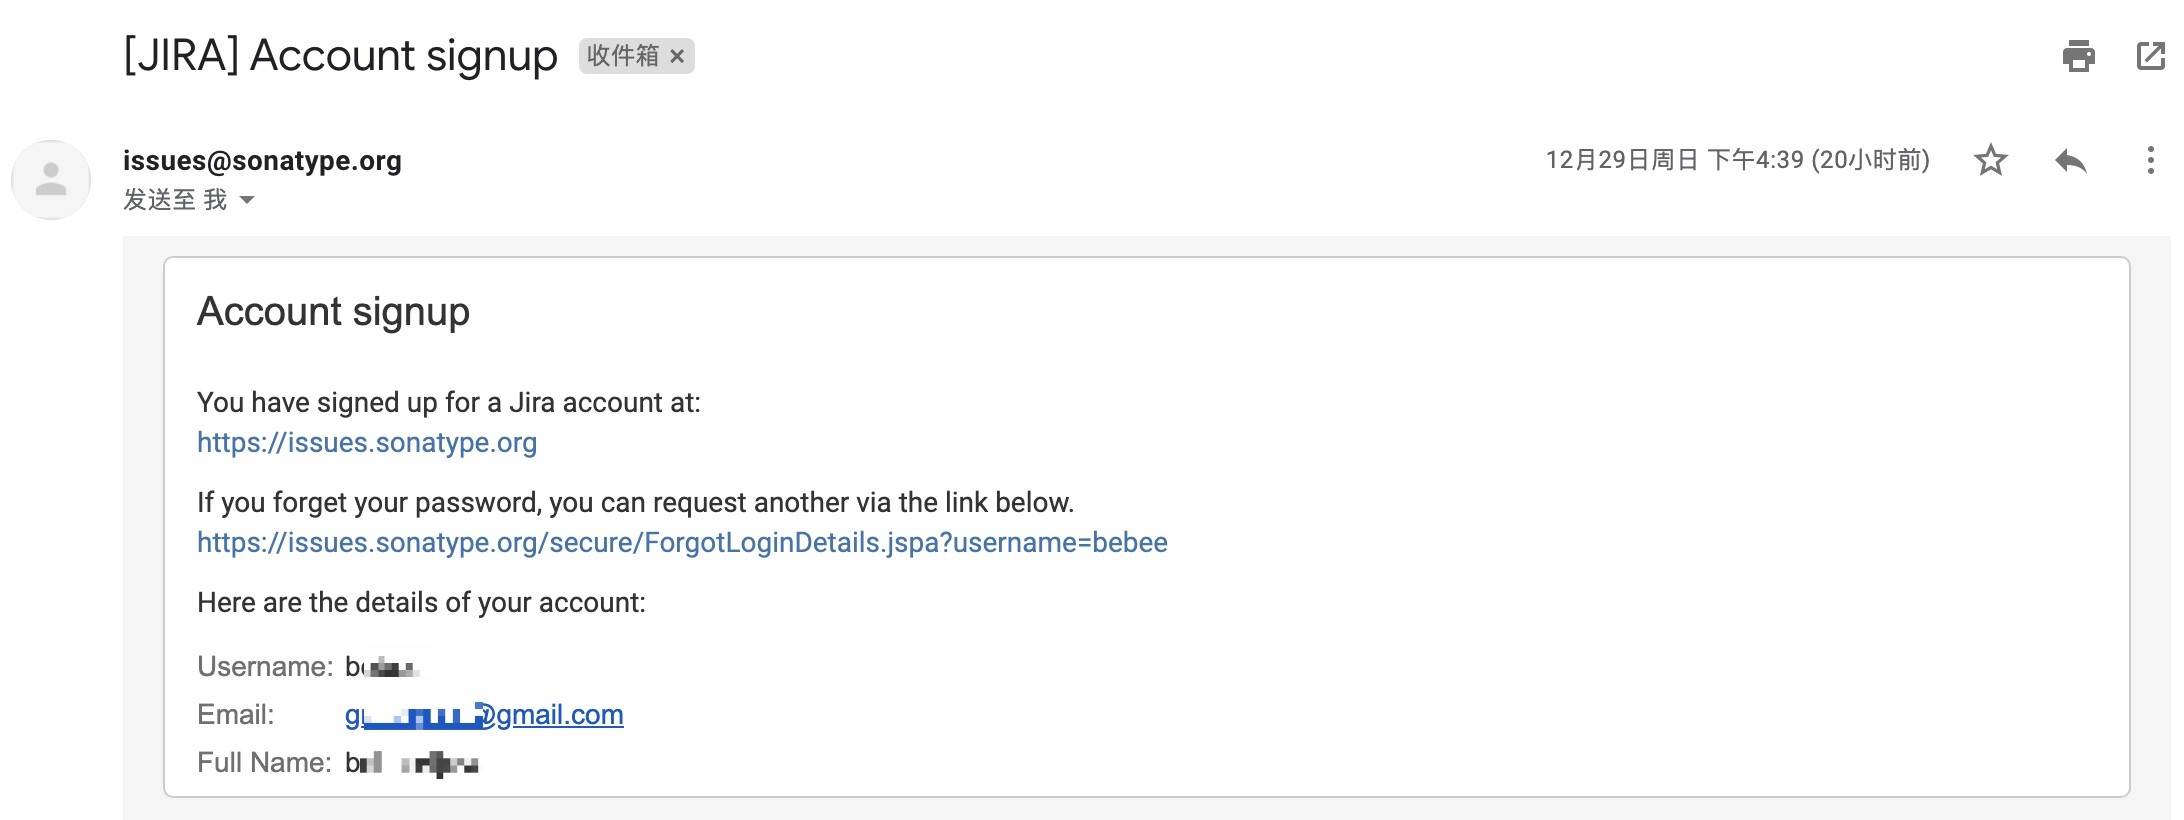 [JIRA] Account signup 收件箱 ×
issues@sonatype.org
12月29日周日 下午4:39 (20小时前)
发送至 我
Account signup
You have signed up for a Jira account at:
https://issues.sonatype.org
If you forget your password, you can request another via the link below.
https://issues.sonatype.org/secure/ForgotLoginDetails.jspa?username=bebee
Here are the details of your account:
Username:
Email: @gmail.com
Full Name: